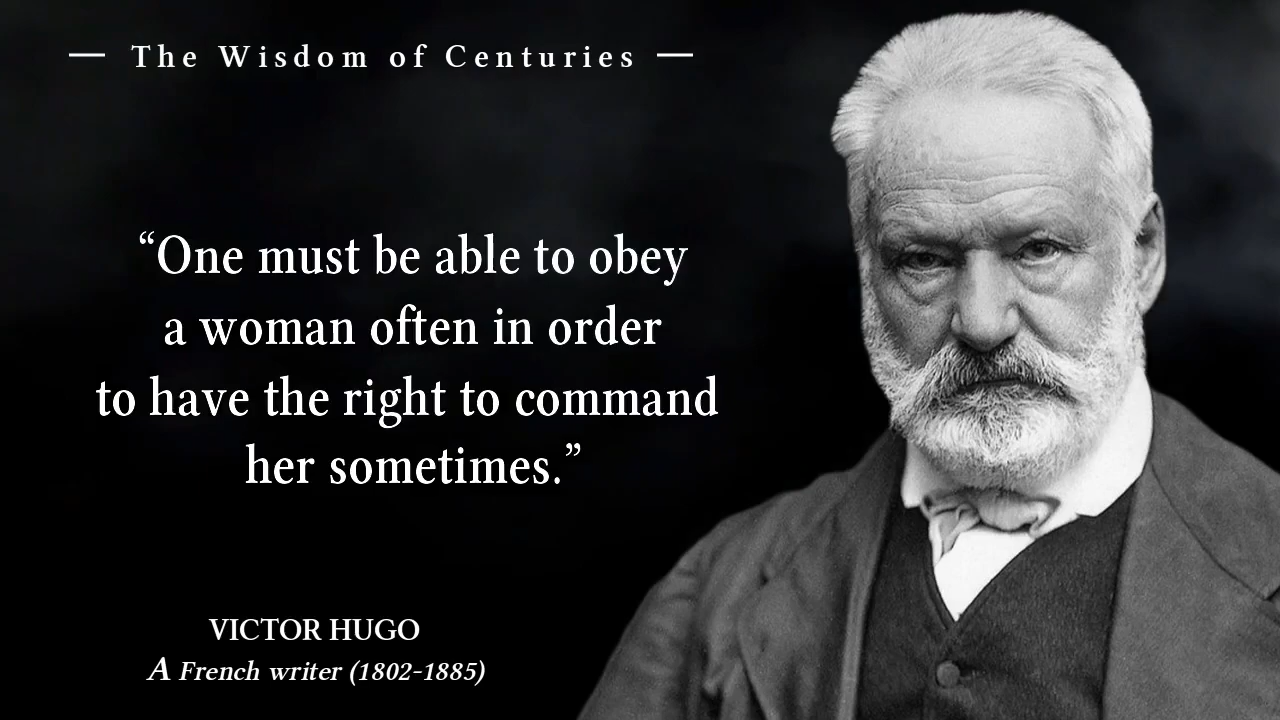 — The Wisdom of Centuries —
“One must be able to obey
a woman often in order
to have the right to command
her sometimes.”
VICTOR HUGO
A French writer (1802-1885)